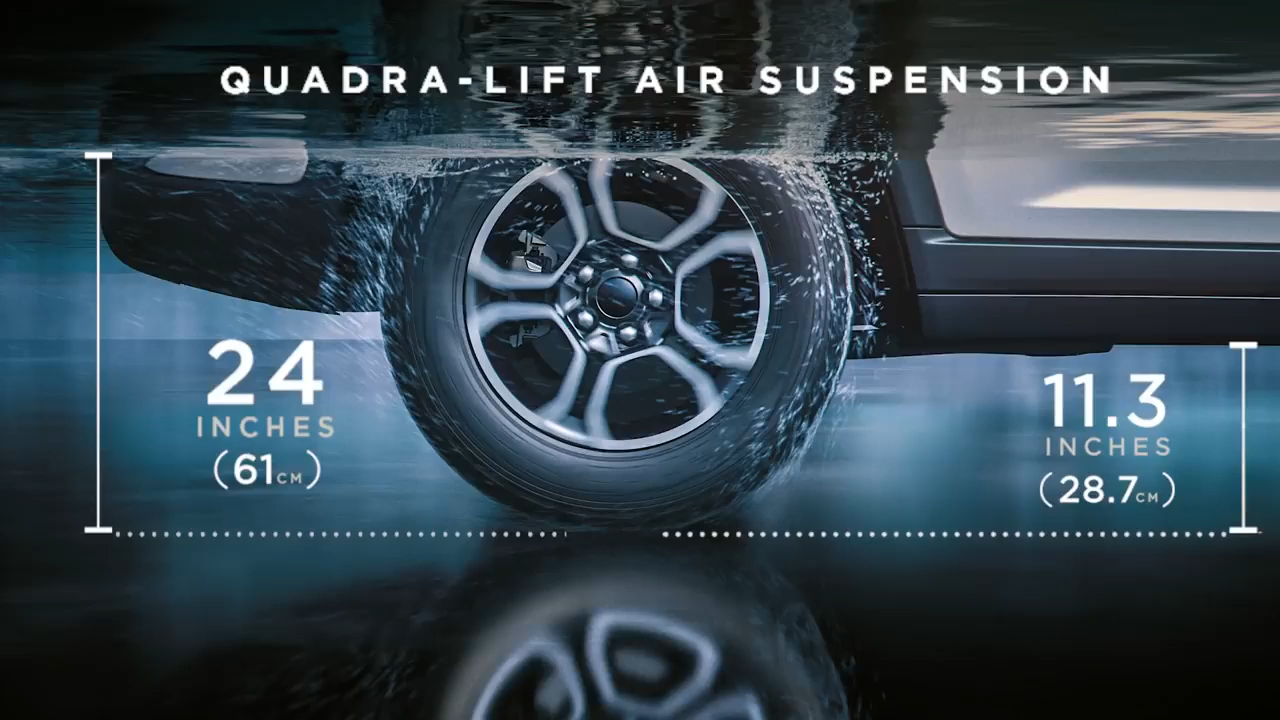 QUADRA-LIFT AIR SUSPENSION
24
INCHES
(61CM)
11.3
INCHES
(28.7CM)